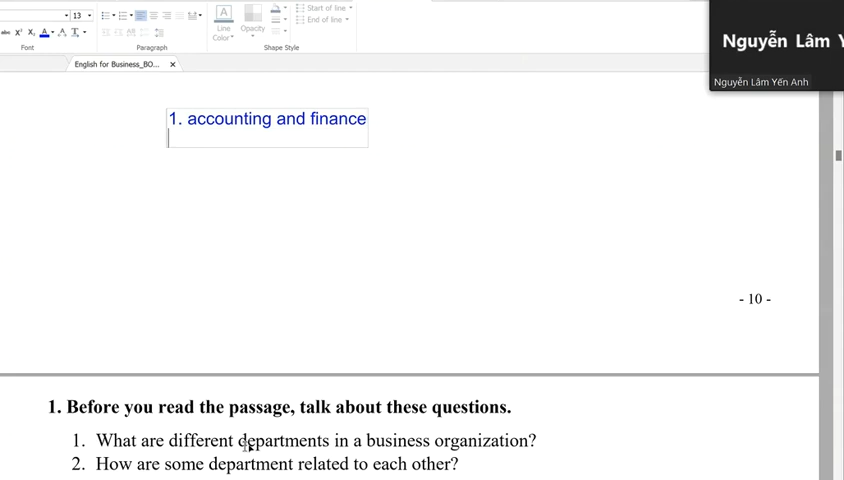 13
Start of line
End of line
Line
Color
Opacity
Font
Paragraph
Shape Style
English for Business_BO...
Nguyễn Lâm Y
Nguyễn Lâm Yến Anh
1. accounting and finance
- 10 -
1. Before you read the passage, talk about these questions.
1. What are different departments in a business organization?
2. How are some department related to each other?